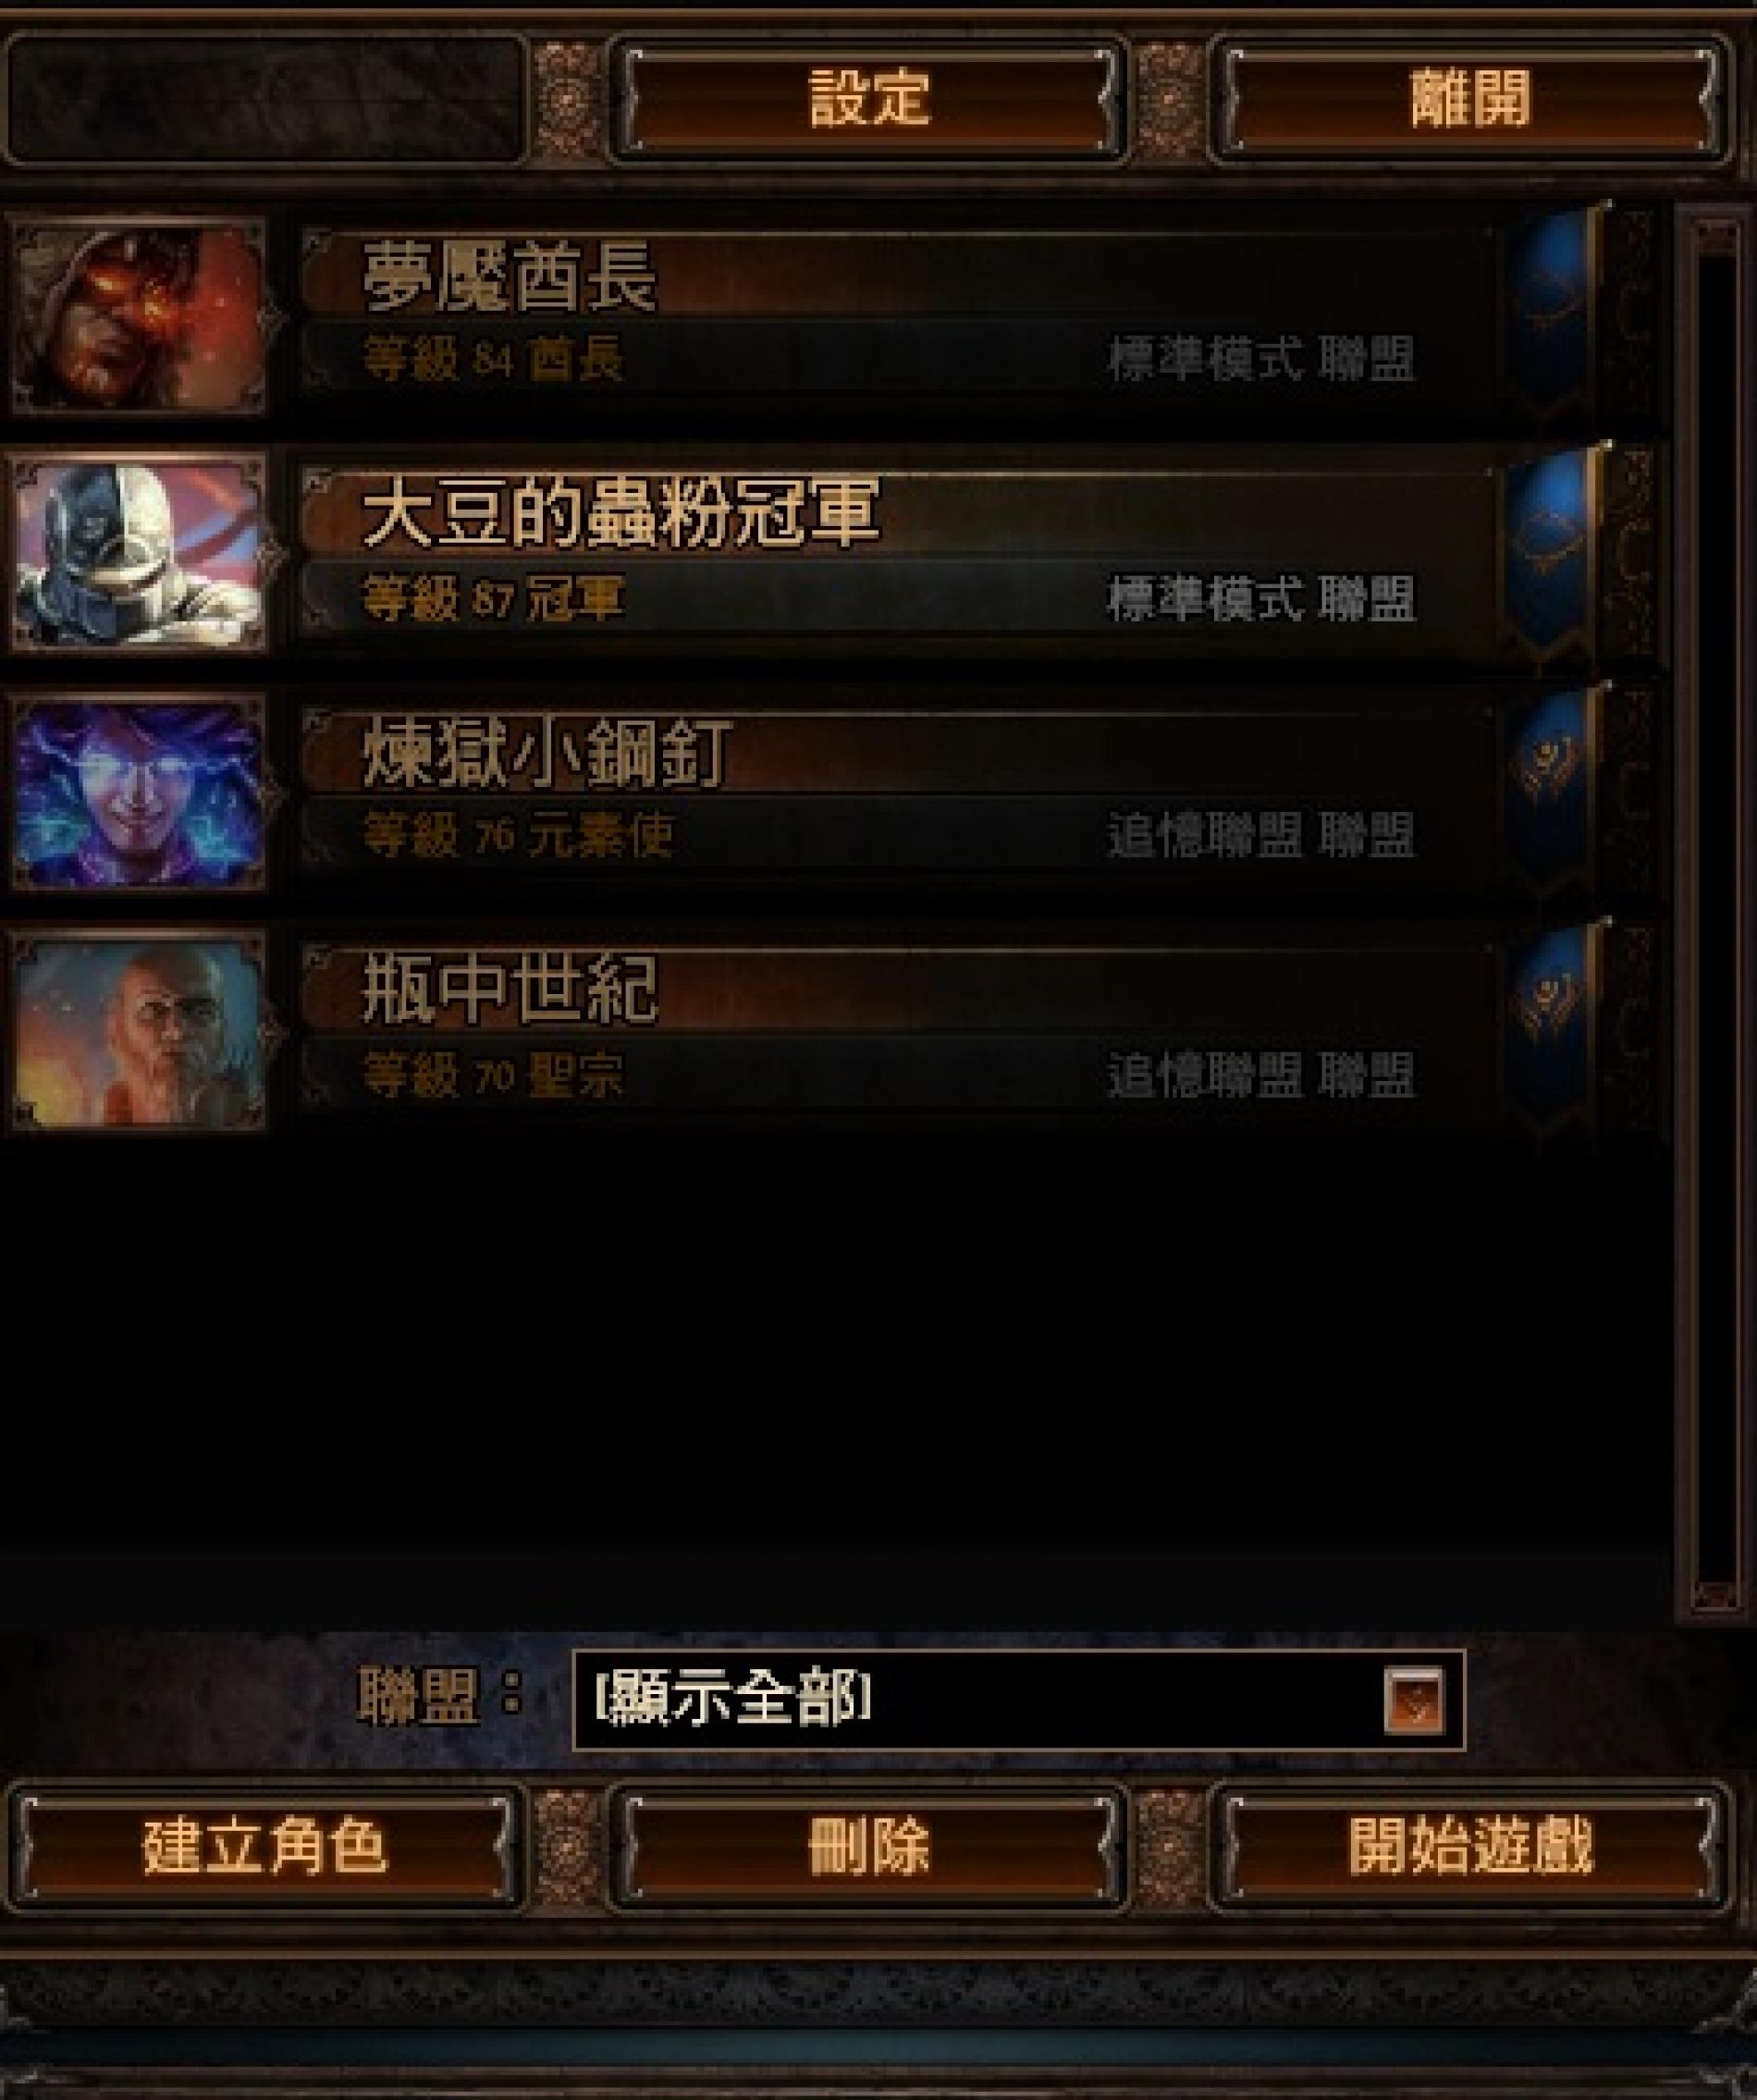 設定
離開
夢魘酋長
等級 84 酋長
標準模式 聯盟
大豆的蟲粉冠軍
等級 87 冠軍
標準模式 聯盟
煉獄小鋼釘
等級 76 元素使
追憶聯盟 聯盟
瓶中世紀
等級 70 聖宗
追憶聯盟 聯盟
聯盟：
[顯示全部]
建立角色
刪除
開始遊戲